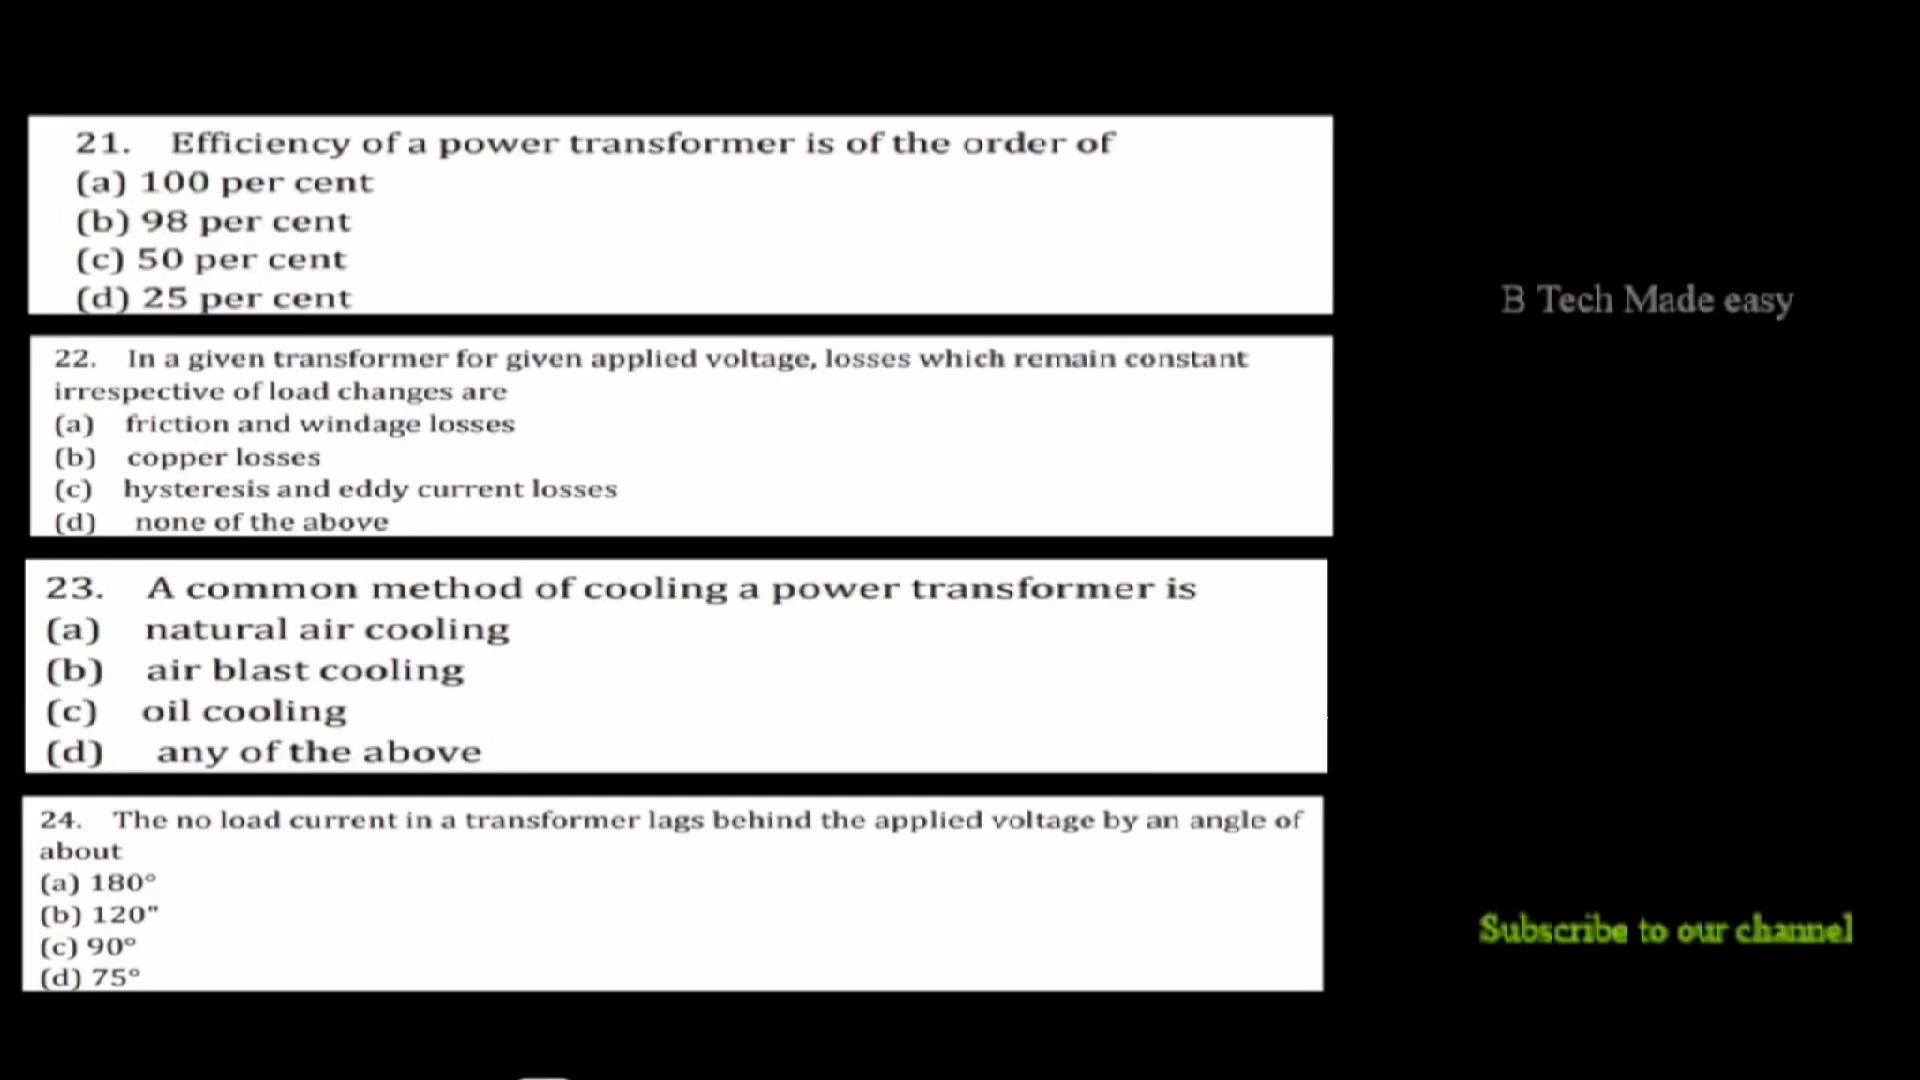 21. Efficiency of a power transformer is of the order of
(a) 100 per cent
(b) 98 per cent
(c) 50 per cent
(d) 25 per cent
B Tech Made easy
22. In a given transformer for given applied voltage, losses which remain constant
irrespective of load changes are
(a) friction and windage losses
(b) copper losses
(c) hysteresis and eddy current losses
(d) none of the above
23. A common method of cooling a power transformer is
(a) natural air cooling
(b) air blast cooling
(c) oil cooling
(d) any of the above
24. The no load current in a transformer lags behind the applied voltage by an angle of
about
(a) 180°
(b) 120"
(c) 90°
(d) 75°
Subscribe to our channel